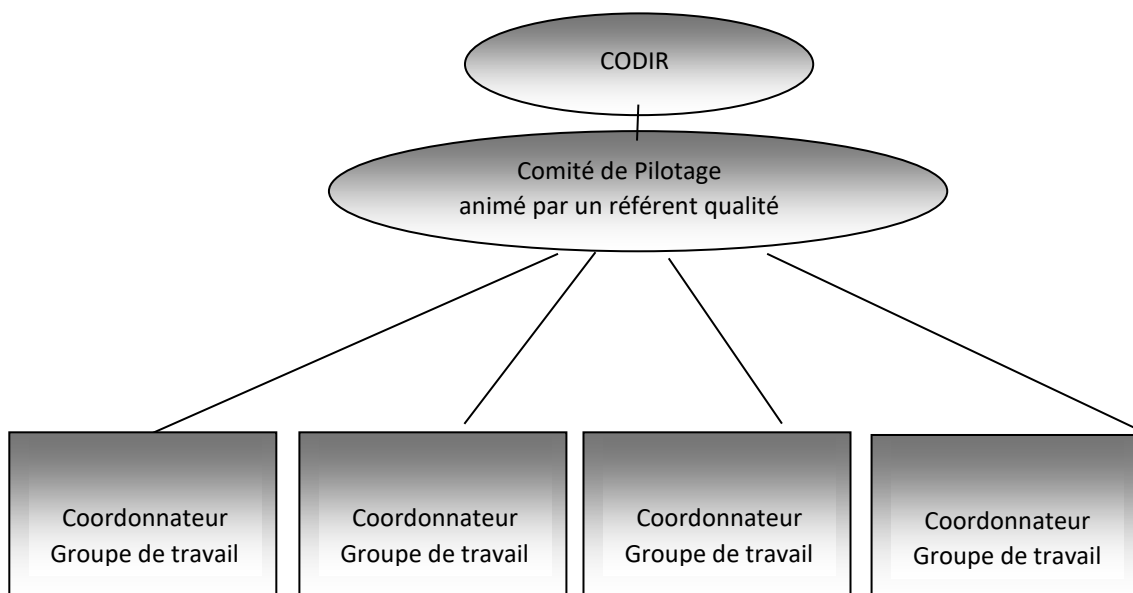 CODIR
Comité de Pilotage
animé par un référent qualité
Coordonnateur
Groupe de travail
Coordonnateur
Groupe de travail
Coordonnateur
Groupe de travail
Coordonnateur
Groupe de travail